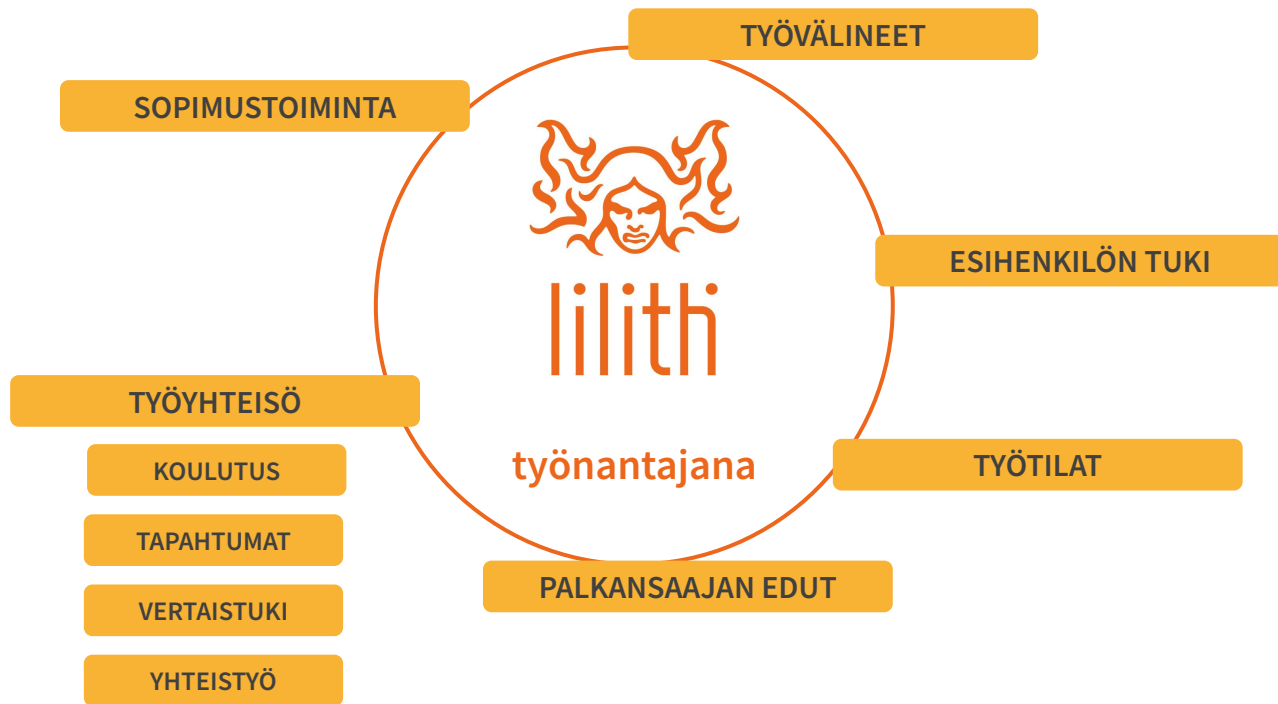 TYÖVÄLINEET
SOPIMUSTOIMINTA
lilith
työnantajana
ESIHENKILÖN TUKI
TYÖYHTEISÖ
KOULUTUS
TAPAHTUMAT
VERTAISTUKI
YHTEISTYÖ
TYÖTILAT
PALKANSAAJAN EDUT